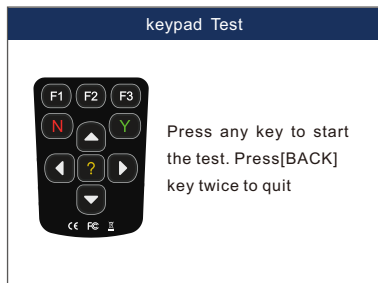 keypad Test
F1 F2 F3
N Y
?
Press any key to start
the test. Press[BACK]
key twice to quit
CE FC